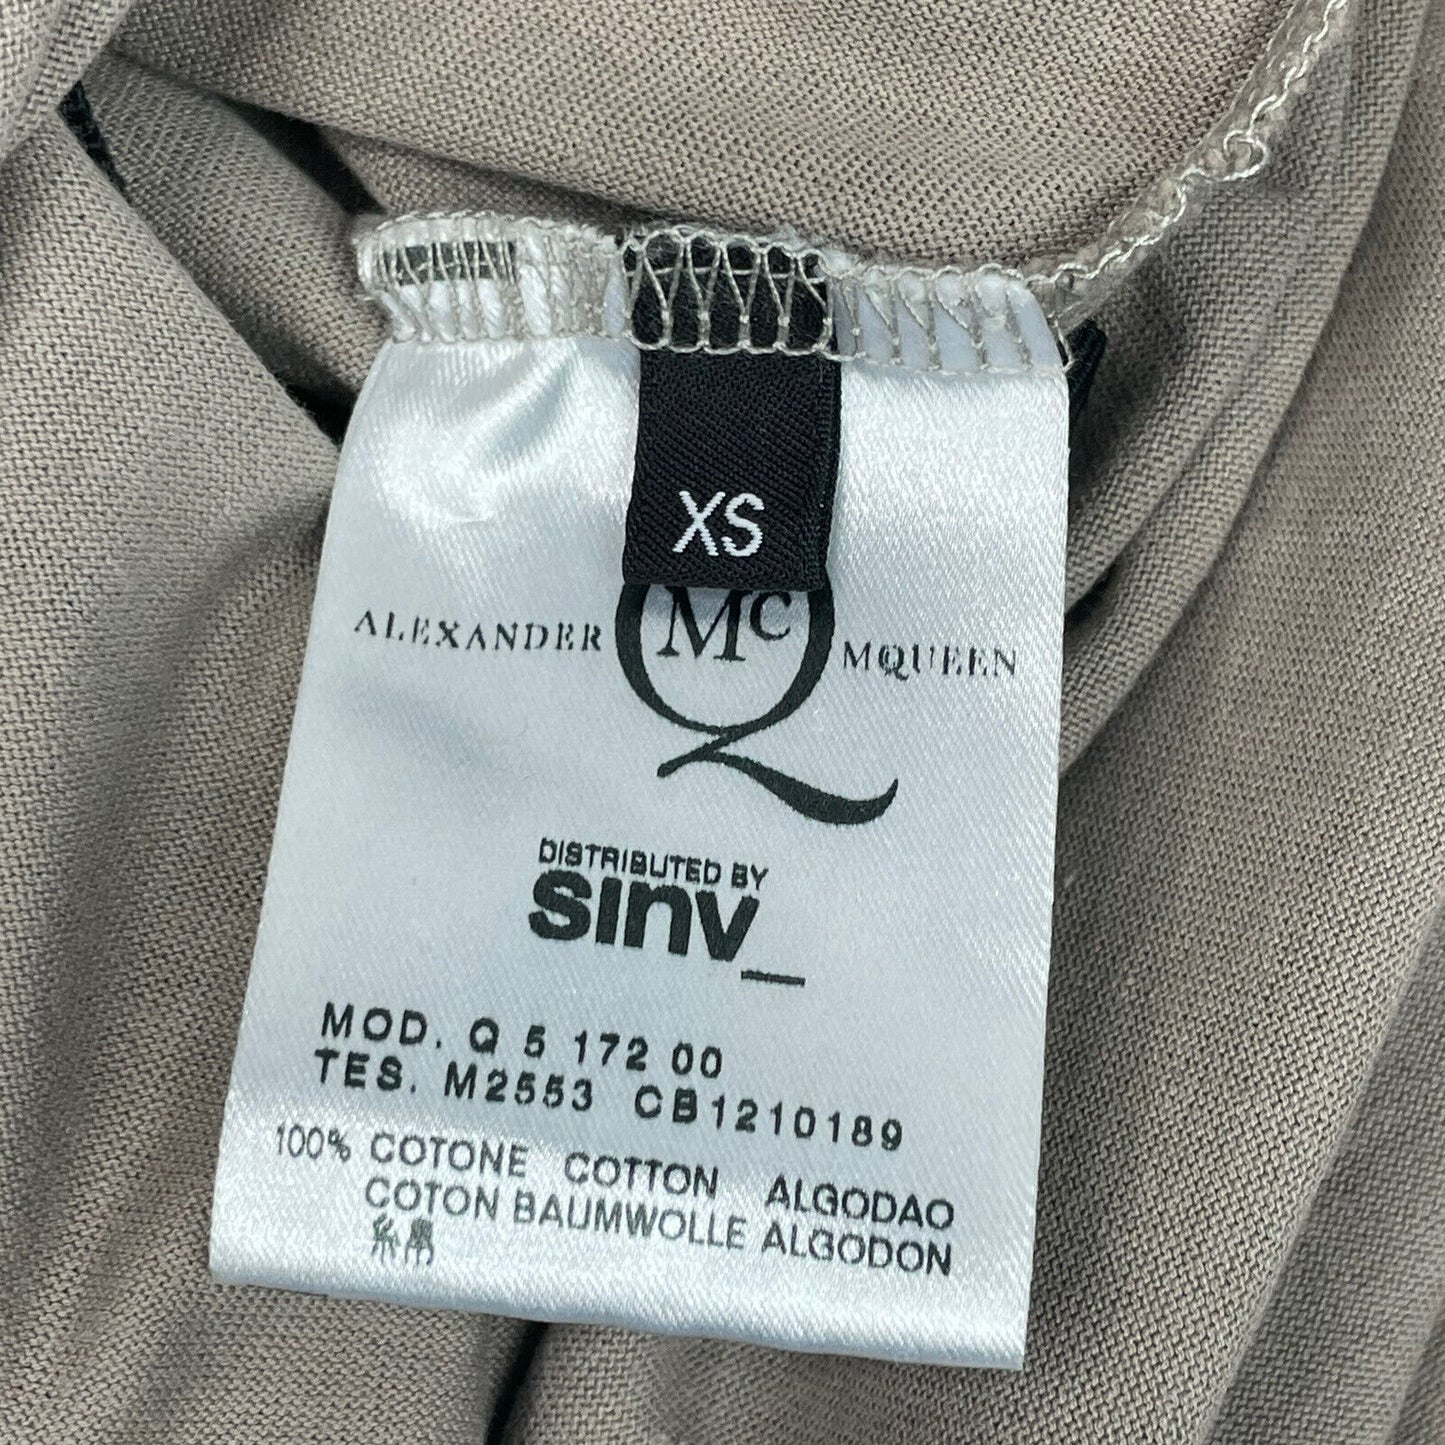 XS
ALEXANDER McQ MQUEEN
DISTRIBUTED BY
sinv_
MOD. Q 5 172 00
TES. M2553 CB1210189
100% COTONE COTTON ALGODAO
COTON BAUMWOLLE ALGODON